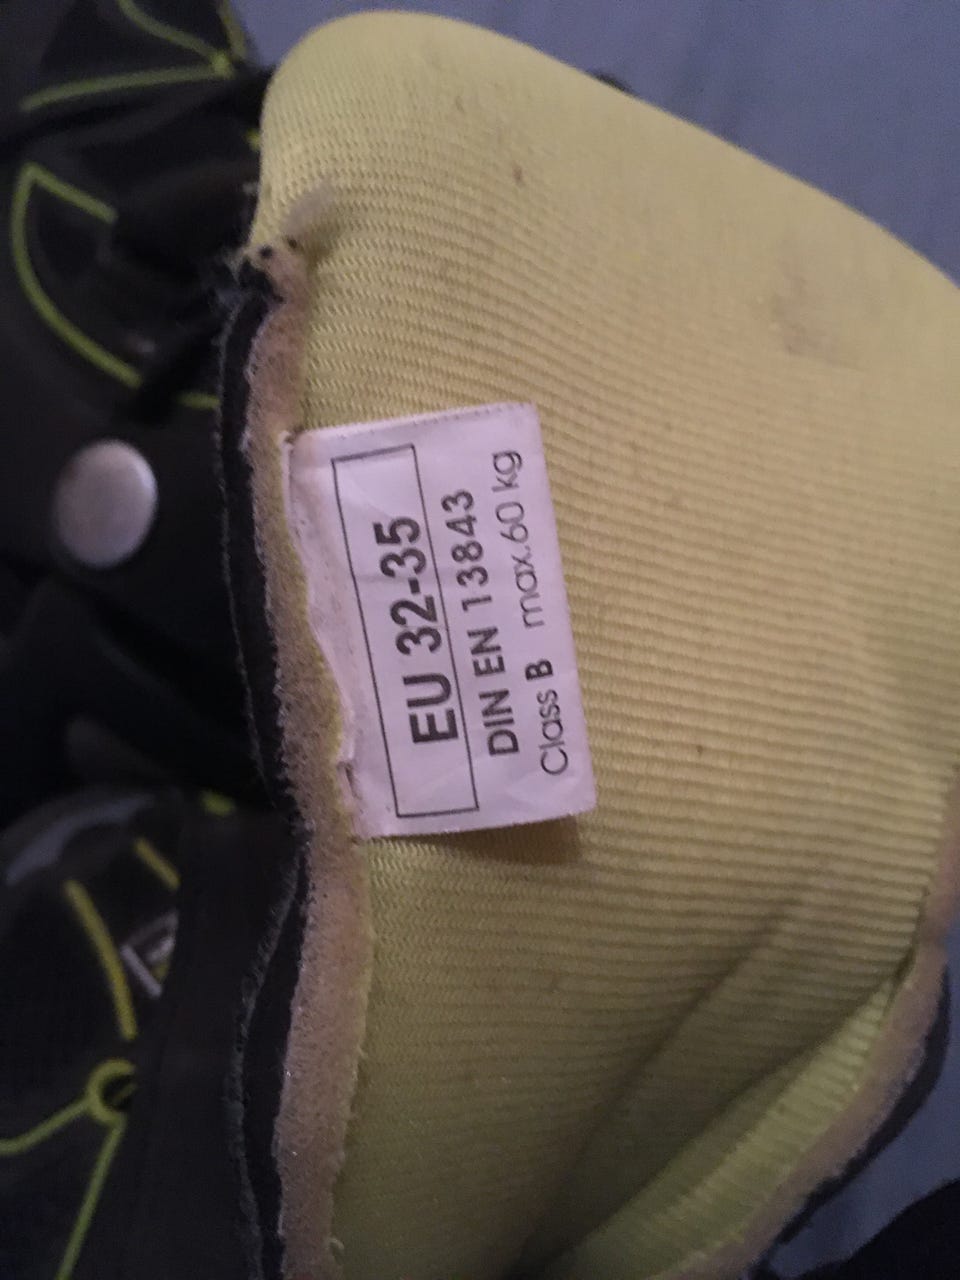 EU 32-35
DIN EN 13843
Class B max.60 kg